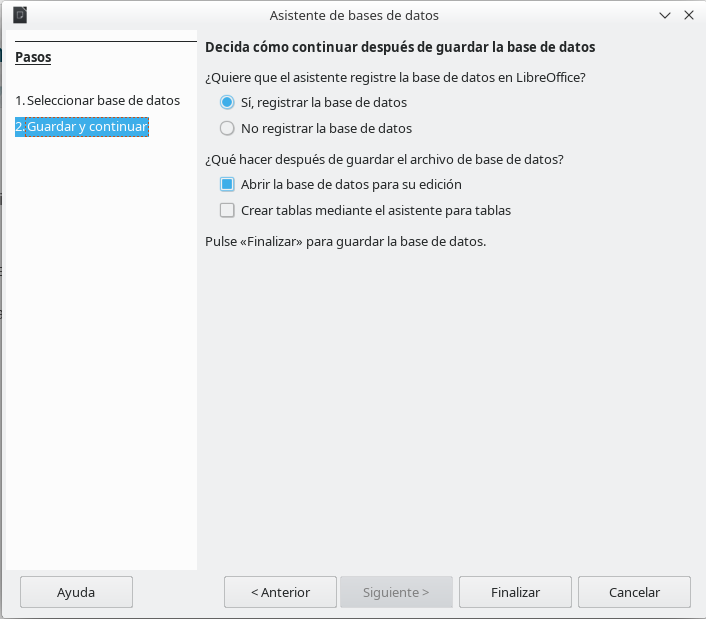 Asistente de bases de datos
Pasos
1. Seleccionar base de datos
2. Guardar y continuar
Decida cómo continuar después de guardar la base de datos
¿Quiere que el asistente registre la base de datos en LibreOffice?
Sí, registrar la base de datos
No registrar la base de datos
¿Qué hacer después de guardar el archivo de base de datos?
Abrir la base de datos para su edición
Crear tablas mediante el asistente para tablas
Pulse «Finalizar» para guardar la base de datos.
Ayuda
< Anterior
Siguiente >
Finalizar
Cancelar